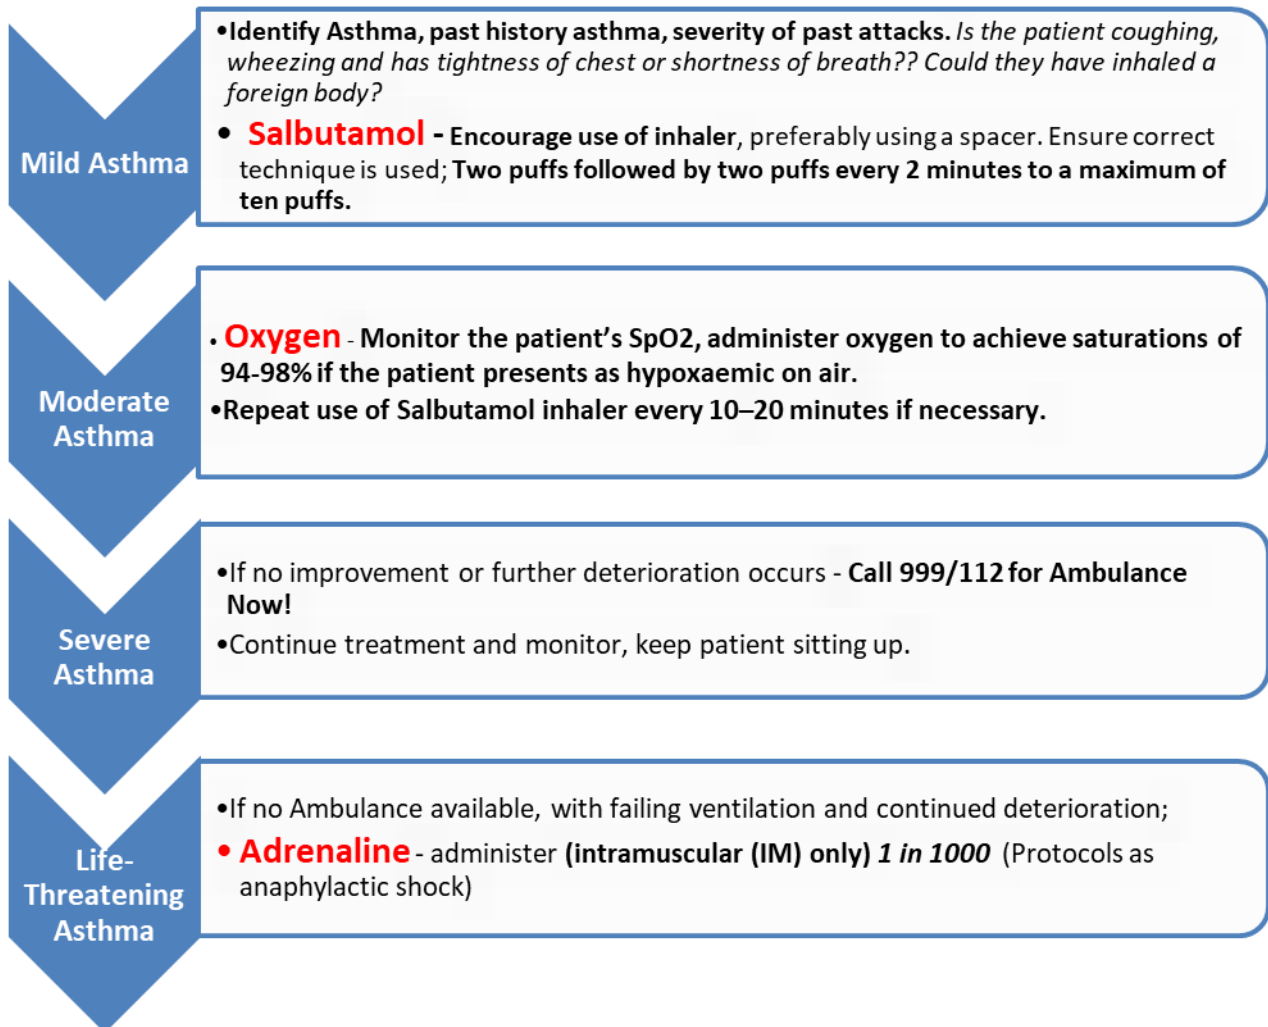 Mild Asthma
•Identify Asthma, past history asthma, severity of past attacks. Is the patient coughing,
wheezing and has tightness of chest or shortness of breath?? Could they have inhaled a
foreign body?
• Salbutamol - Encourage use of inhaler, preferably using a spacer. Ensure correct
technique is used; Two puffs followed by two puffs every 2 minutes to a maximum of
ten puffs.
Moderate
Asthma
• Oxygen - Monitor the patient’s SpO2, administer oxygen to achieve saturations of
94-98% if the patient presents as hypoxaemic on air.
•Repeat use of Salbutamol inhaler every 10–20 minutes if necessary.
Severe
Asthma
•If no improvement or further deterioration occurs - Call 999/112 for Ambulance
Now!
•Continue treatment and monitor, keep patient sitting up.
Life-
Threatening
Asthma
•If no Ambulance available, with failing ventilation and continued deterioration;
• Adrenaline - administer (intramuscular (IM) only) 1 in 1000 (Protocols as
anaphylactic shock)